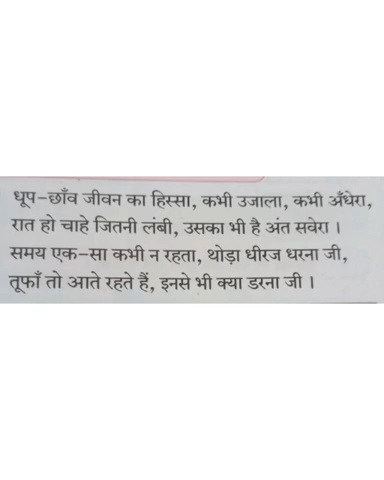 धूप-छाँव जीवन का हिस्सा, कभी उजाला, कभी अँधेरा,
रात हो चाहे जितनी लंबी, उसका भी है अंत सवेरा ।
समय एक-सा कभी न रहता, थोड़ा धीरज धरना जी,
तूफाँ तो आते रहते हैं, इनसे भी क्या डरना जी ।